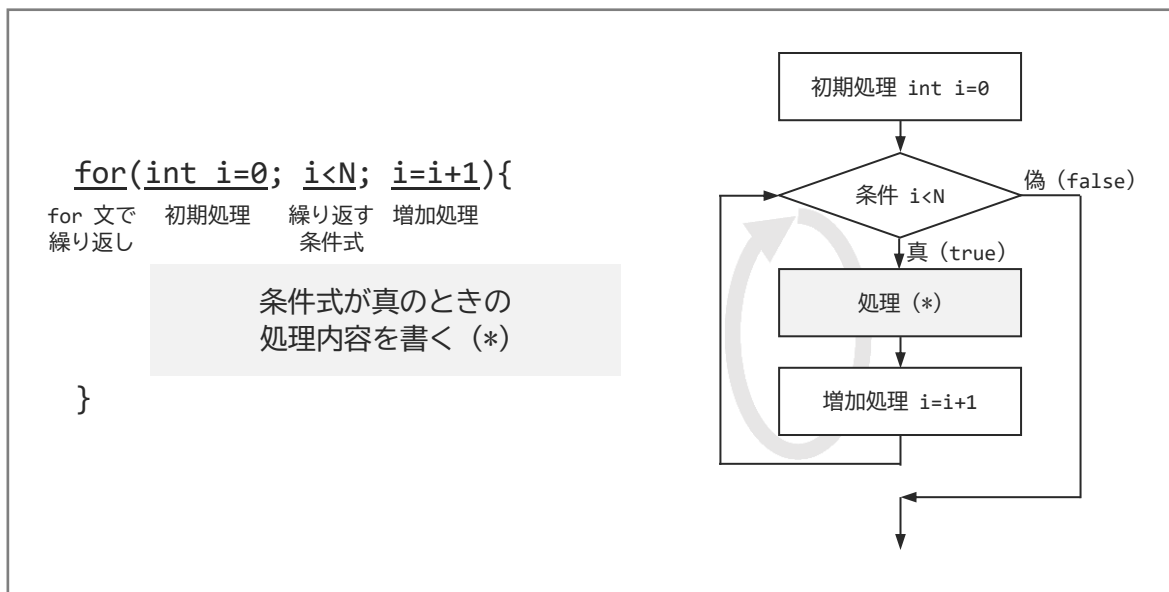 for(int i=0; i<N; i=i+1){
for 文で 初期処理 繰り返す 増加処理
繰り返し 条件式
条件式が真のときの
処理内容を書く（*）
}
初期処理 int i=0
条件 i<N
偽（false）
真（true）
処理（*）
増加処理 i=i+1